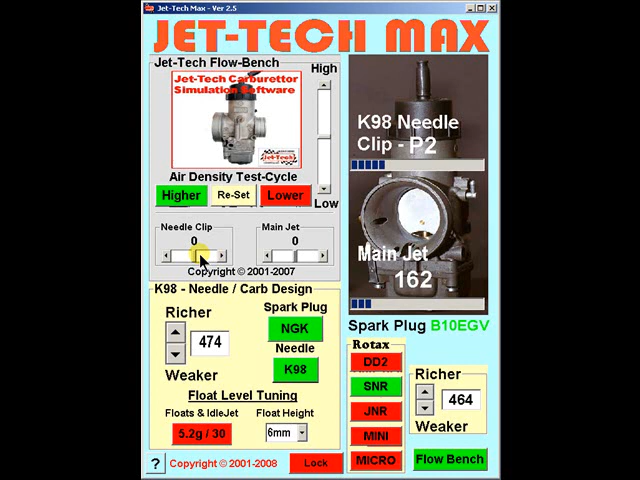 Jet-Tech Max - Ver 2.5
JET-TECH MAX
Jet-Tech Flow-Bench
High
Jet-Tech Carburettor
Simulation Software
Jet-Tech
Air Density Test-Cycle
Higher
Re-Set
Lower
Low
Needle Clip
0
Main Jet
0
Copyright © 2001-2007
K98 Needle
Clip - P2
Main Jet
162
Spark Plug B10EGV
K98 - Needle / Carb Design
Richer
474
Weaker
Spark Plug
NGK
Needle
K98
Float Level Tuning
Floats & IdleJet
5.2g / 30
Float Height
6mm
Rotax
DD2
SNR
JNR
MINI
MICRO
Richer
464
Weaker
Flow Bench
?
Copyright © 2001-2008
Lock